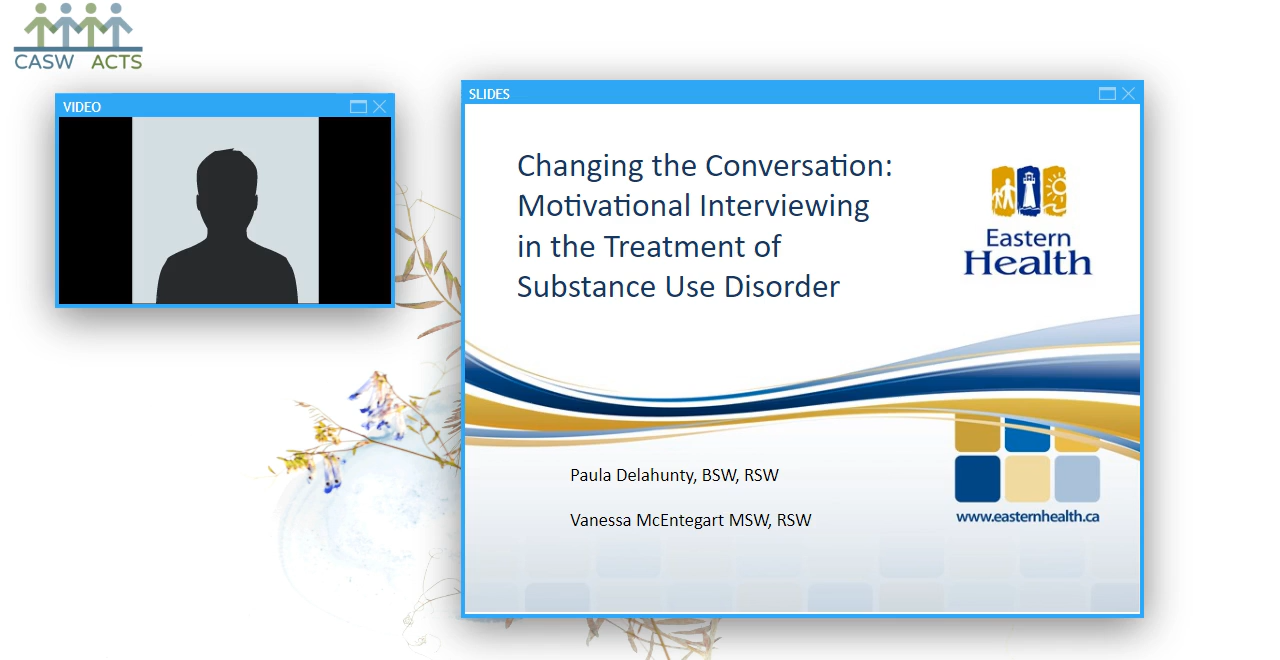 CASW ACTS
VIDEO
SLIDES
Changing the Conversation:
Motivational Interviewing
in the Treatment of
Substance Use Disorder
Eastern
Health
Paula Delahunty, BSW, RSW
Vanessa McEntegart MSW, RSW
www.easternhealth.ca